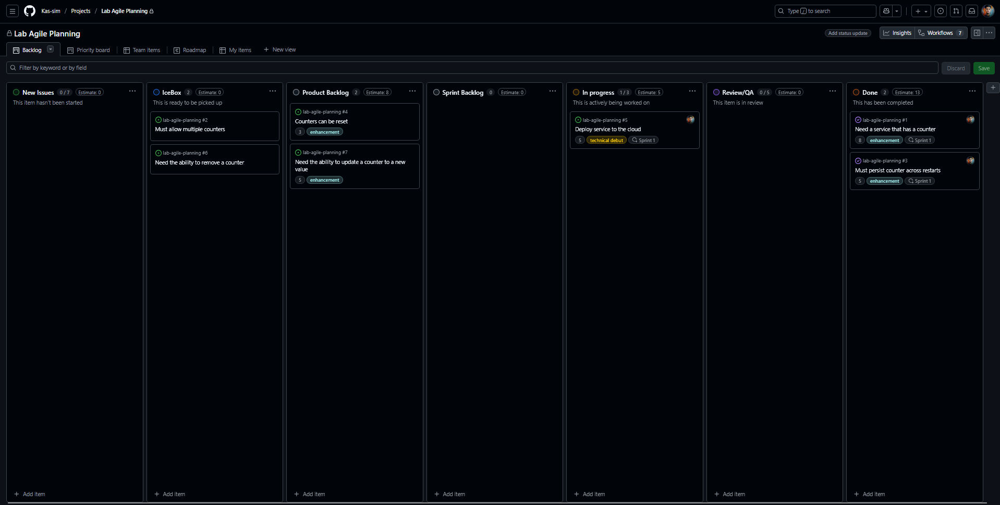 Kas-sim / Projects / Lab Agile Planning
Type / to search
Lab Agile Planning
Add status update
Insights
Workflows 7
Backlog
Priority board
Team items
Roadmap
My items
New view
Filter by keyword or by field
Discard
Save
New Issues 0 / 7 Estimate: 0
This item hasn't been started
Add item
IceBox 2 Estimate: 0
This is ready to be picked up
lab-agile-planning #2
Must allow multiple counters
lab-agile-planning #6
Need the ability to remove a counter
Add item
Product Backlog 2 Estimate: 8
lab-agile-planning #4
Counters can be reset
3 enhancement
lab-agile-planning #7
Need the ability to update a counter to a new
value
5 enhancement
Add item
Sprint Backlog 0 Estimate: 0
Add item
In progress 1 / 3 Estimate: 5
This is actively being worked on
lab-agile-planning #5
Deploy service to the cloud
5 technical debut Sprint 1
Add item
Review/QA 0 / 5 Estimate: 0
This item is in review
Add item
Done 2 Estimate: 13
This has been completed
lab-agile-planning #1
Need a service that has a counter
8 enhancement Sprint 1
lab-agile-planning #3
Must persist counter across restarts
5 enhancement Sprint 1
Add item